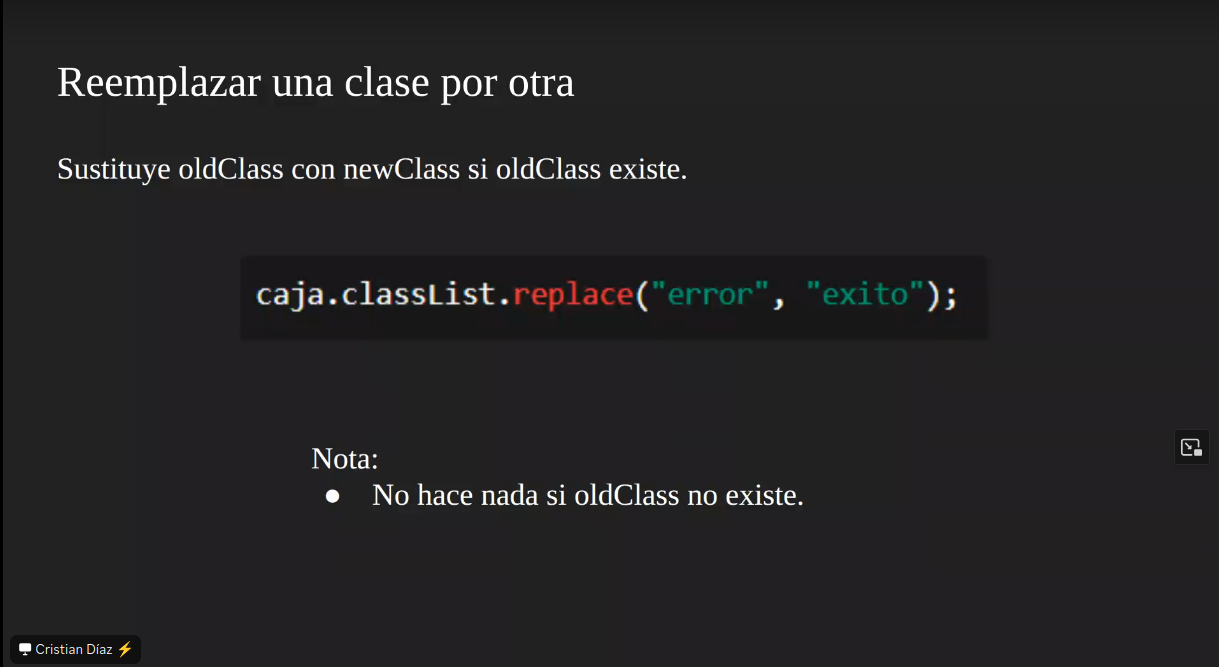 Reemplazar una clase por otra
Sustituye oldClass con newClass si oldClass existe.
caja.classList.replace("error", "exito");
Nota:
● No hace nada si oldClass no existe.
Cristian Díaz ⚡